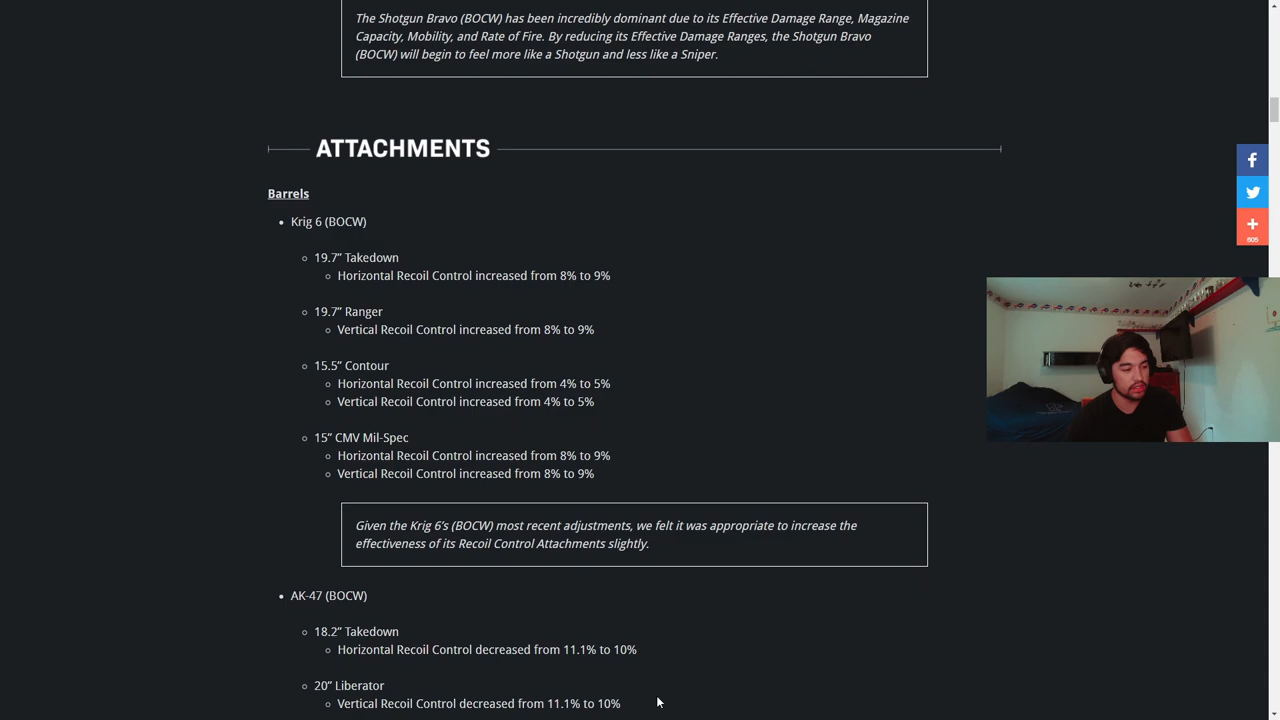 The Shotgun Bravo (BOCW) has been incredibly dominant due to its Effective Damage Range, Magazine
Capacity, Mobility, and Rate of Fire. By reducing its Effective Damage Ranges, the Shotgun Bravo
(BOCW) will begin to feel more like a Shotgun and less like a Sniper.
ATTACHMENTS
Barrels
• Krig 6 (BOCW)
19.7” Takedown
Horizontal Recoil Control increased from 8% to 9%
19.7” Ranger
Vertical Recoil Control increased from 8% to 9%
15.5” Contour
Horizontal Recoil Control increased from 4% to 5%
Vertical Recoil Control increased from 4% to 5%
15” CMV Mil-Spec
Horizontal Recoil Control increased from 8% to 9%
Vertical Recoil Control increased from 8% to 9%
Given the Krig 6’s (BOCW) most recent adjustments, we felt it was appropriate to increase the
effectiveness of its Recoil Control Attachments slightly.
• AK-47 (BOCW)
18.2” Takedown
Horizontal Recoil Control decreased from 11.1% to 10%
20” Liberator
Vertical Recoil Control decreased from 11.1% to 10%
605